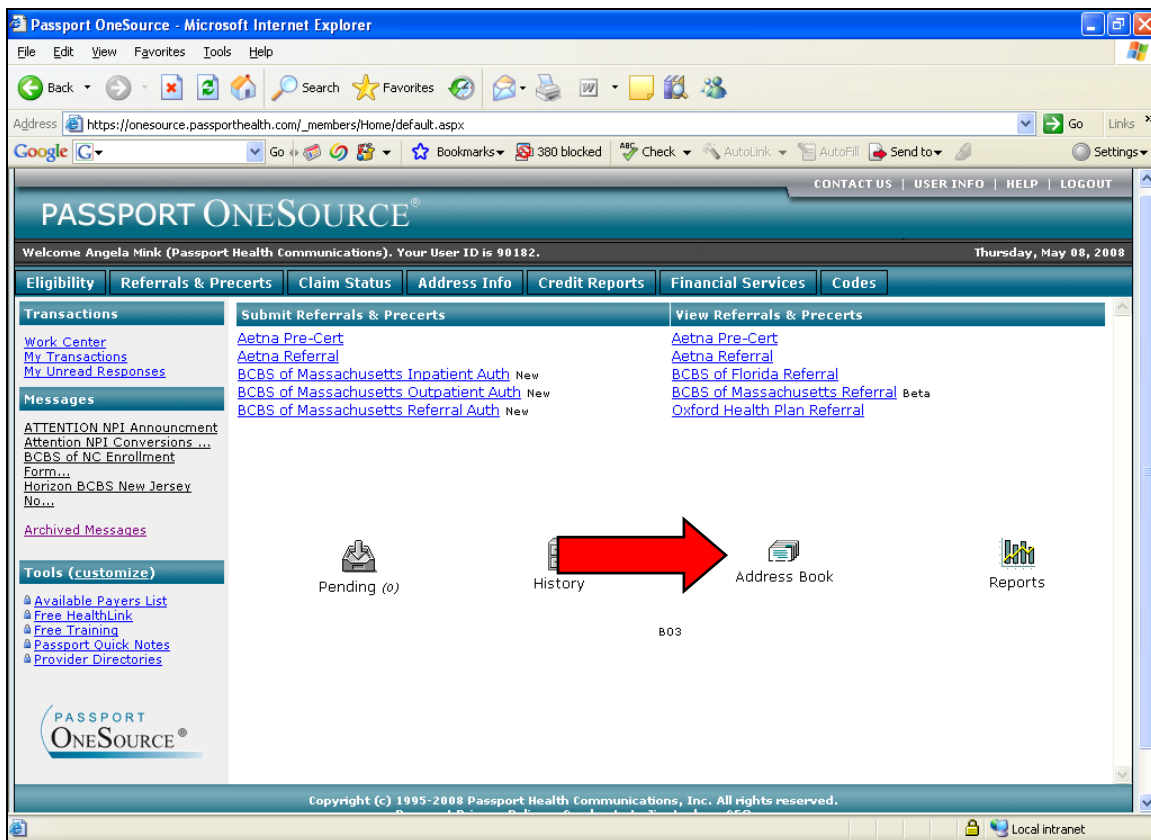 Passport OneSource - Microsoft Internet Explorer
File Edit View Favorites Tools Help
Back Search Favorites
Address https://onesource.passporthealth.com/_members/Home/default.aspx Go Links
Google Go Bookmarks 380 blocked Check AutoLink AutoFill Send to Settings
CONTACT US | USER INFO | HELP | LOGOUT
PASSPORT ONESOURCE®
Welcome Angela Mink (Passport Health Communications). Your User ID is 90182. Thursday, May 08, 2008
Eligibility Referrals & Precerts Claim Status Address Info Credit Reports Financial Services Codes
Transactions
Work Center
My Transactions
My Unread Responses
Messages
ATTENTION NPI Announcment
Attention NPI Conversions ...
BCBS of NC Enrollment
Form...
Horizon BCBS New Jersey
No...
Archived Messages
Tools (customize)
Available Payers List
Free HealthLink
Free Training
Passport Quick Notes
Provider Directories
PASSPORT
ONESOURCE®
Submit Referrals & Precerts
Aetna Pre-Cert
Aetna Referral
BCBS of Massachusetts Inpatient Auth New
BCBS of Massachusetts Outpatient Auth New
BCBS of Massachusetts Referral Auth New
View Referrals & Precerts
Aetna Pre-Cert
Aetna Referral
BCBS of Florida Referral
BCBS of Massachusetts Referral Beta
Oxford Health Plan Referral
Pending (0)
History
Address Book
Reports
B03
Copyright (c) 1995-2008 Passport Health Communications, Inc. All rights reserved.
Local intranet